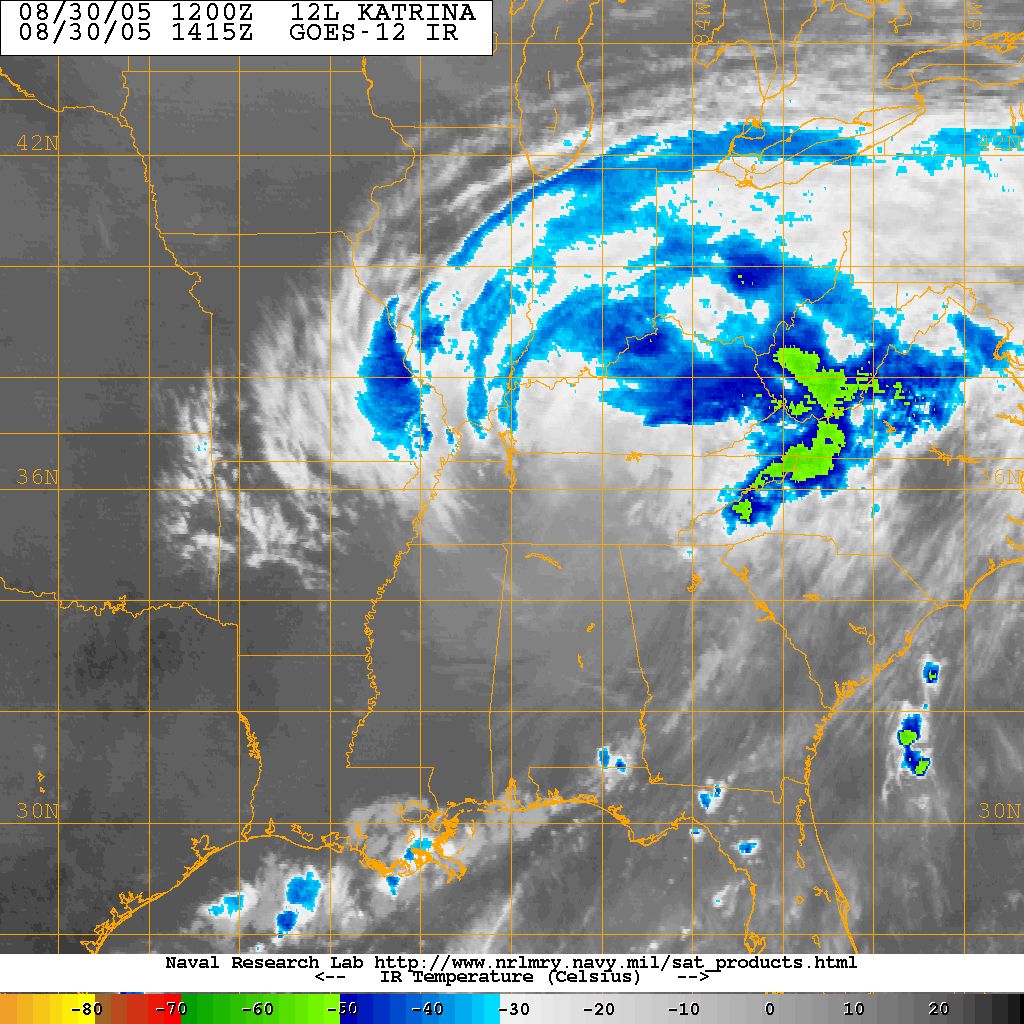 08/30/05 1200Z 12L KATRINA
08/30/05 1415Z GOES-12 IR
84W
42N 42N
36N 36N
30N 30N
Naval Research Lab http://www.nrlmry.navy.mil/sat_products.html
<-- IR Temperature (Celsius) -->
-80 -70 -60 -50 -40 -30 -20 -10 0 10 20